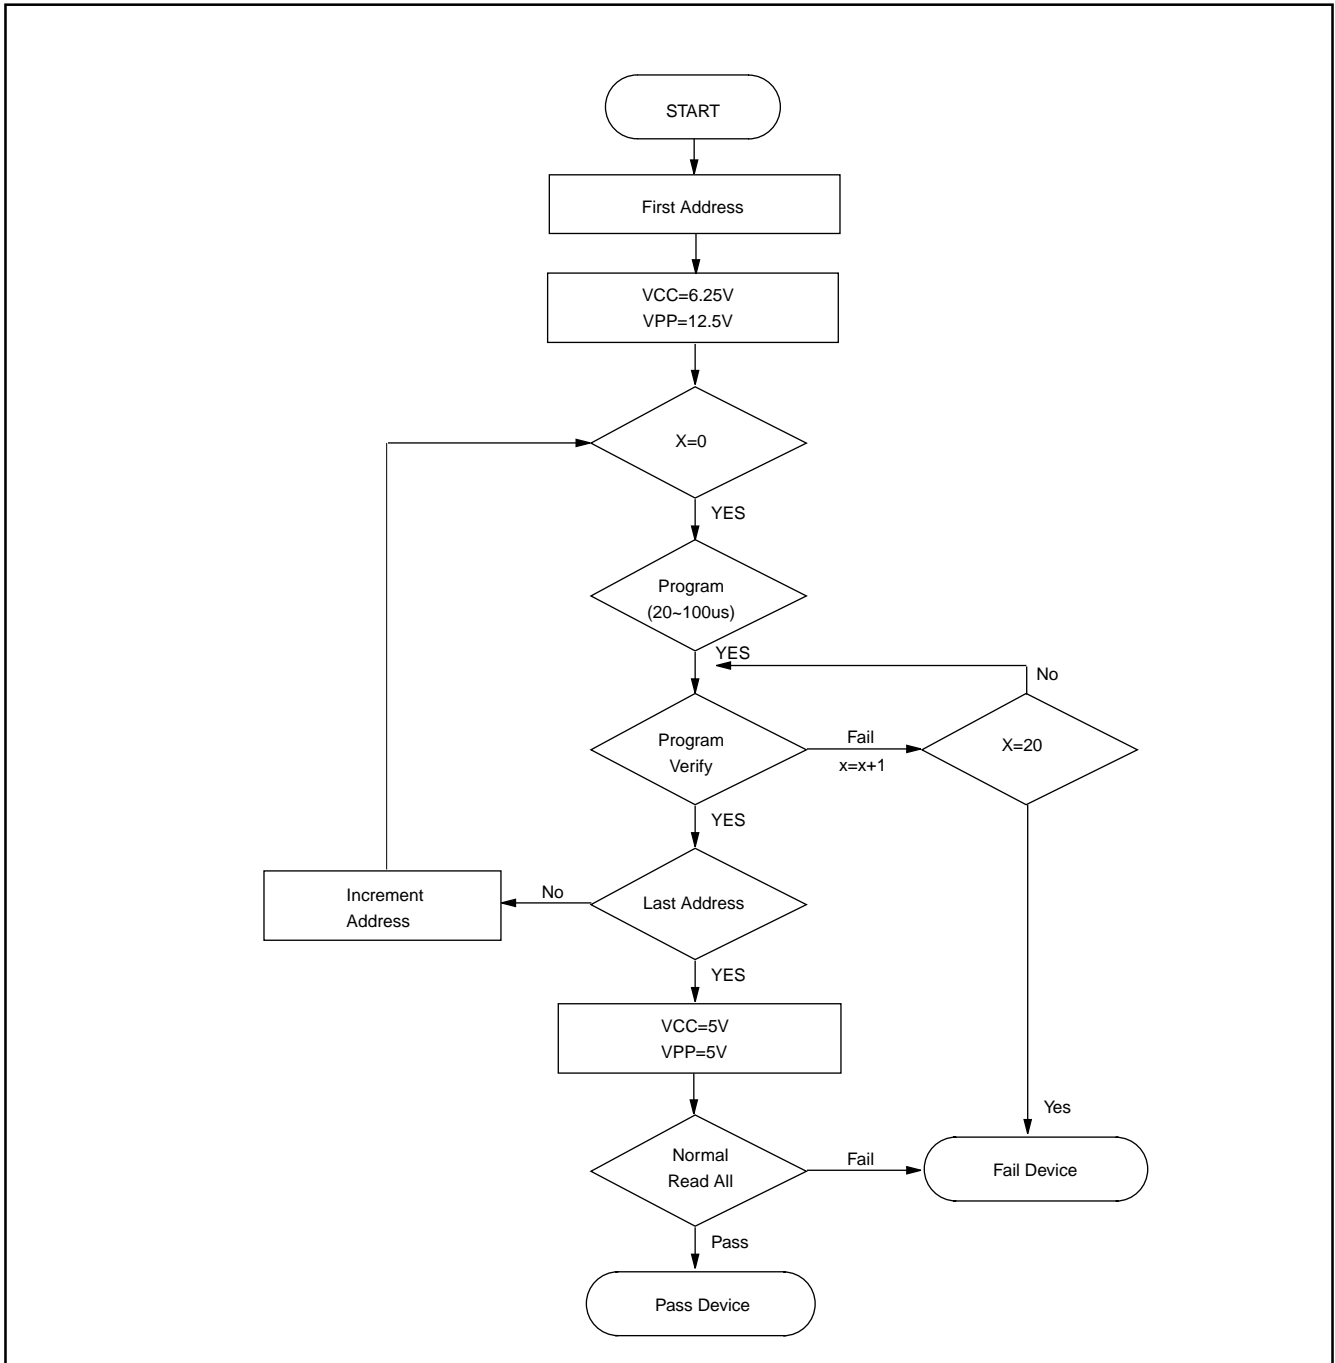 START
First Address
VCC=6.25V
VPP=12.5V
X=0
YES
Program
(20~100us)
YES
No
Program
Verify
Fail
x=x+1
X=20
YES
Increment
Address
No
Last Address
YES
VCC=5V
VPP=5V
Yes
Normal
Read All
Fail
Fail Device
Pass
Pass Device